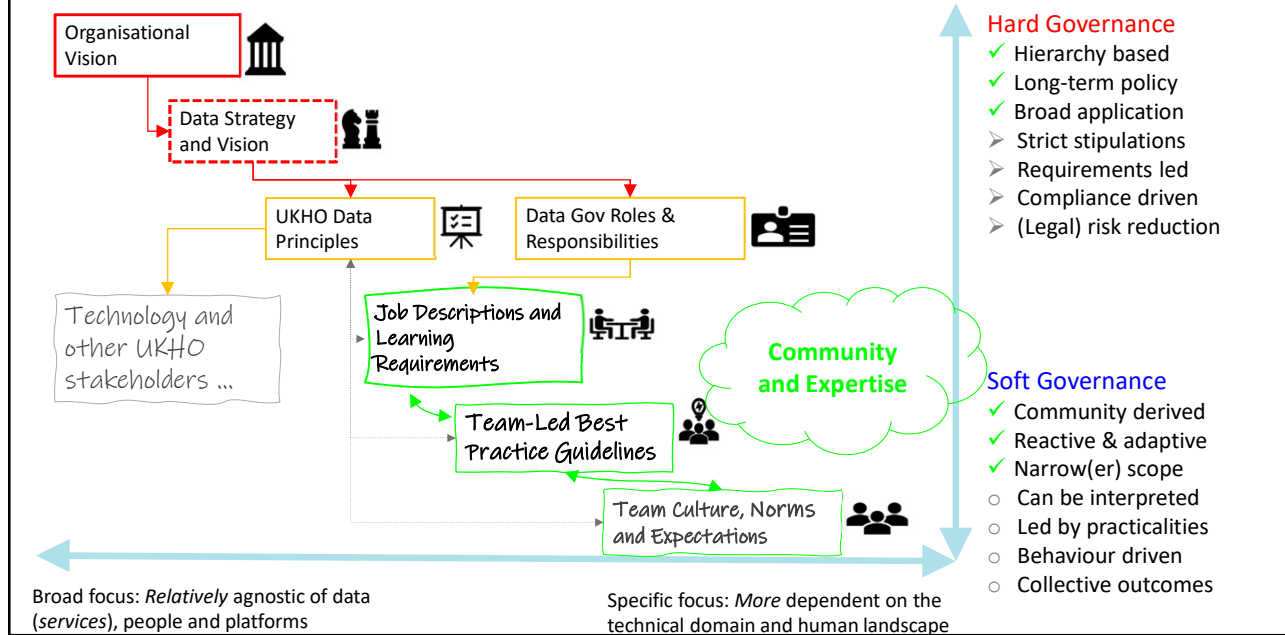 Organisational
Vision
Data Strategy
and Vision
UKHO Data
Principles
Data Gov Roles &
Responsibilities
Technology and
other UKHO
stakeholders ...
Job Descriptions and
Learning
Requirements
Team-Led Best
Practice Guidelines
Team Culture, Norms
and Expectations
Community
and Expertise
Hard Governance
✓ Hierarchy based
✓ Long-term policy
✓ Broad application
➢ Strict stipulations
➢ Requirements led
➢ Compliance driven
➢ (Legal) risk reduction
Soft Governance
✓ Community derived
✓ Reactive & adaptive
✓ Narrow(er) scope
○ Can be interpreted
○ Led by practicalities
○ Behaviour driven
○ Collective outcomes
Broad focus: Relatively agnostic of data
(services), people and platforms
Specific focus: More dependent on the
technical domain and human landscape